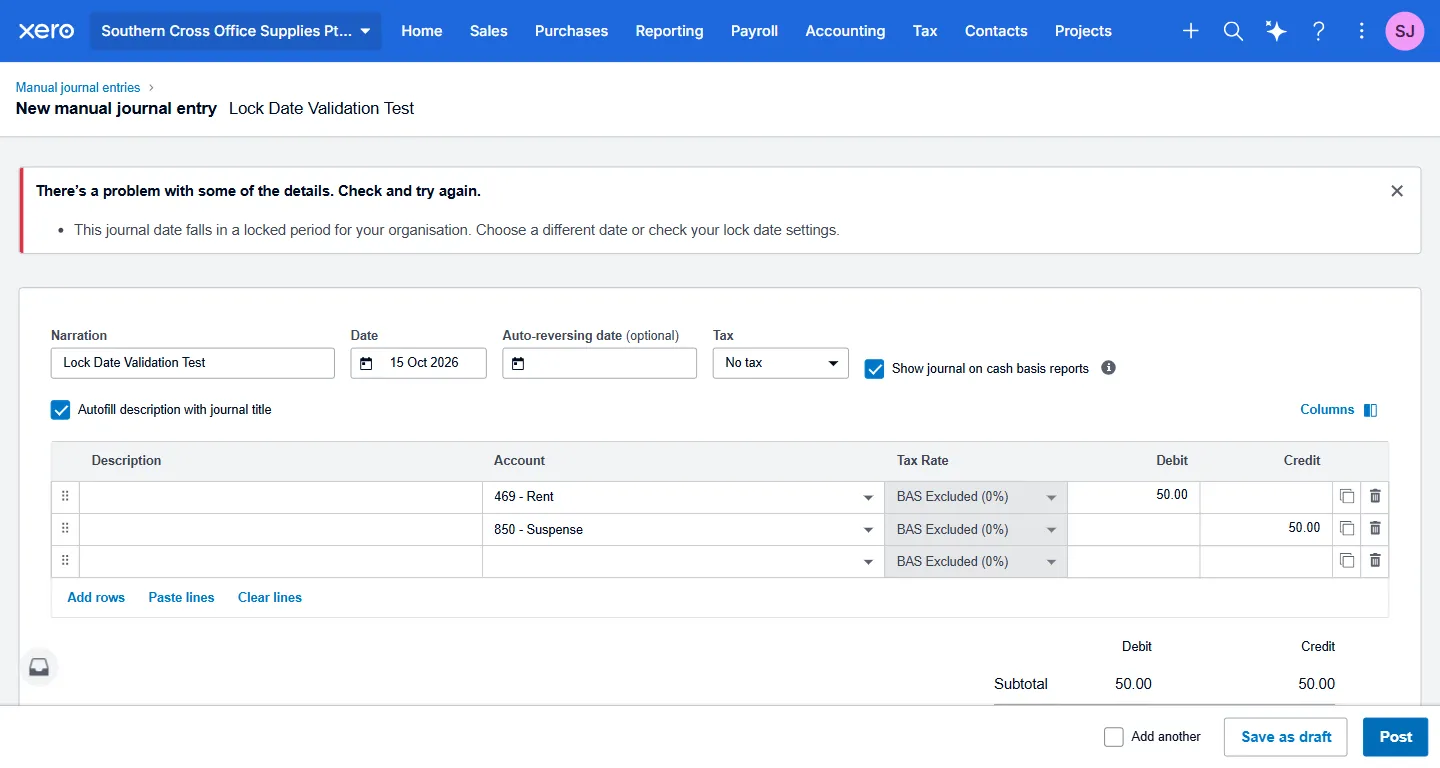 xero Southern Cross Office Supplies Pt... Home Sales Purchases Reporting Payroll Accounting Tax Contacts Projects SJ
Manual journal entries
New manual journal entry Lock Date Validation Test
There's a problem with some of the details. Check and try again.
• This journal date falls in a locked period for your organisation. Choose a different date or check your lock date settings.
Narration Date Auto-reversing date (optional) Tax
Lock Date Validation Test 15 Oct 2026 No tax Show journal on cash basis reports
Autofill description with journal title Columns
Description Account Tax Rate Debit Credit
469 - Rent BAS Excluded (0%) 50.00
850 - Suspense BAS Excluded (0%) 50.00
BAS Excluded (0%)
Add rows Paste lines Clear lines
Debit Credit
Subtotal 50.00 50.00
Add another Save as draft Post